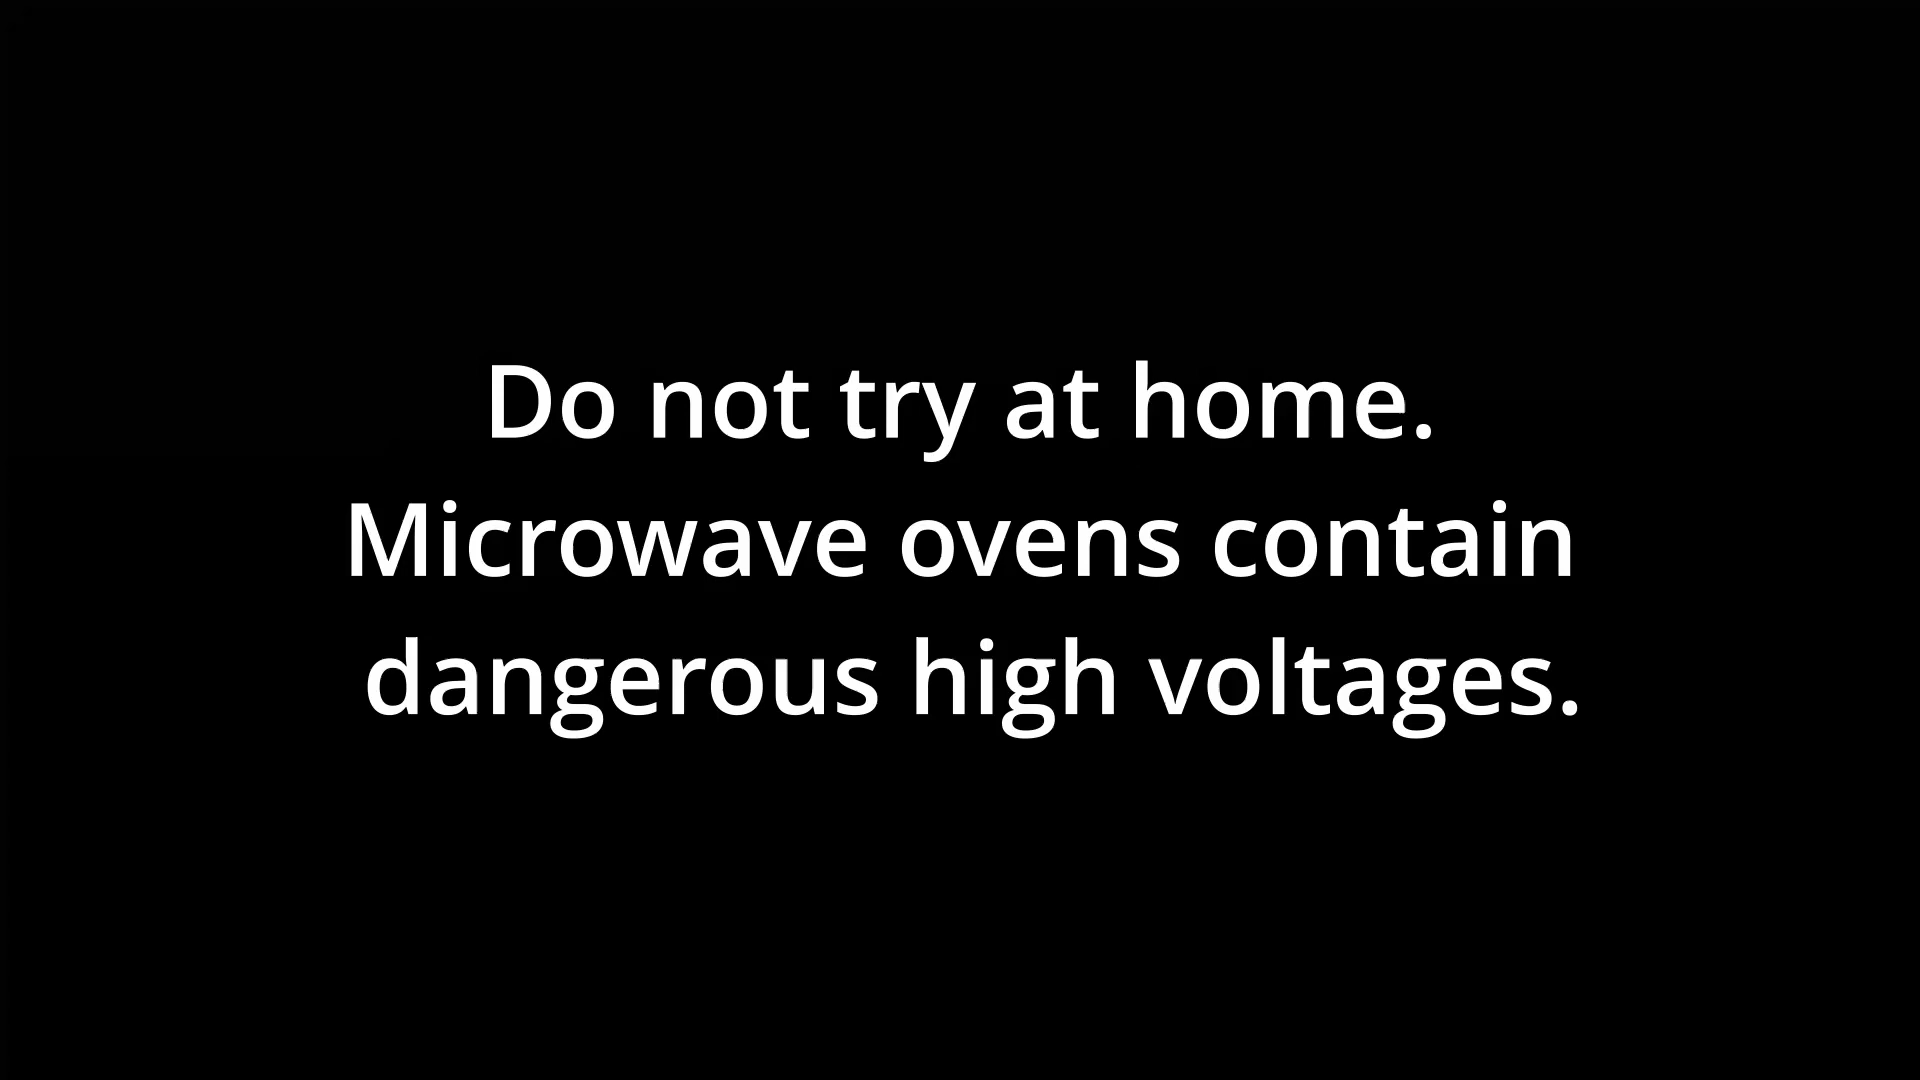 Do not try at home.
Microwave ovens contain
dangerous high voltages.